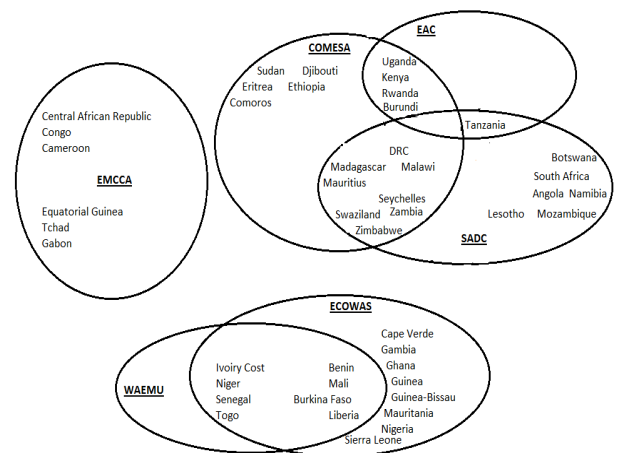 EAC
COMESA
Uganda
Kenya
Rwanda
Burundi
Sudan Djibouti
Eritrea Ethiopia
Comoros
Tanzania
Central African Republic
Congo
Cameroon
EMCCA
Equatorial Guinea
Tchad
Gabon
DRC
Madagascar Malawi
Mauritius
Seychelles
Swaziland Zambia
Zimbabwe
Botswana
South Africa
Angola Namibia
Lesotho Mozambique
SADC
ECOWAS
WAEMU
Ivoiry Cost Benin
Niger Mali
Senegal Burkina Faso
Togo Liberia
Cape Verde
Gambia
Ghana
Guinea
Guinea-Bissau
Mauritania
Nigeria
Sierra Leone